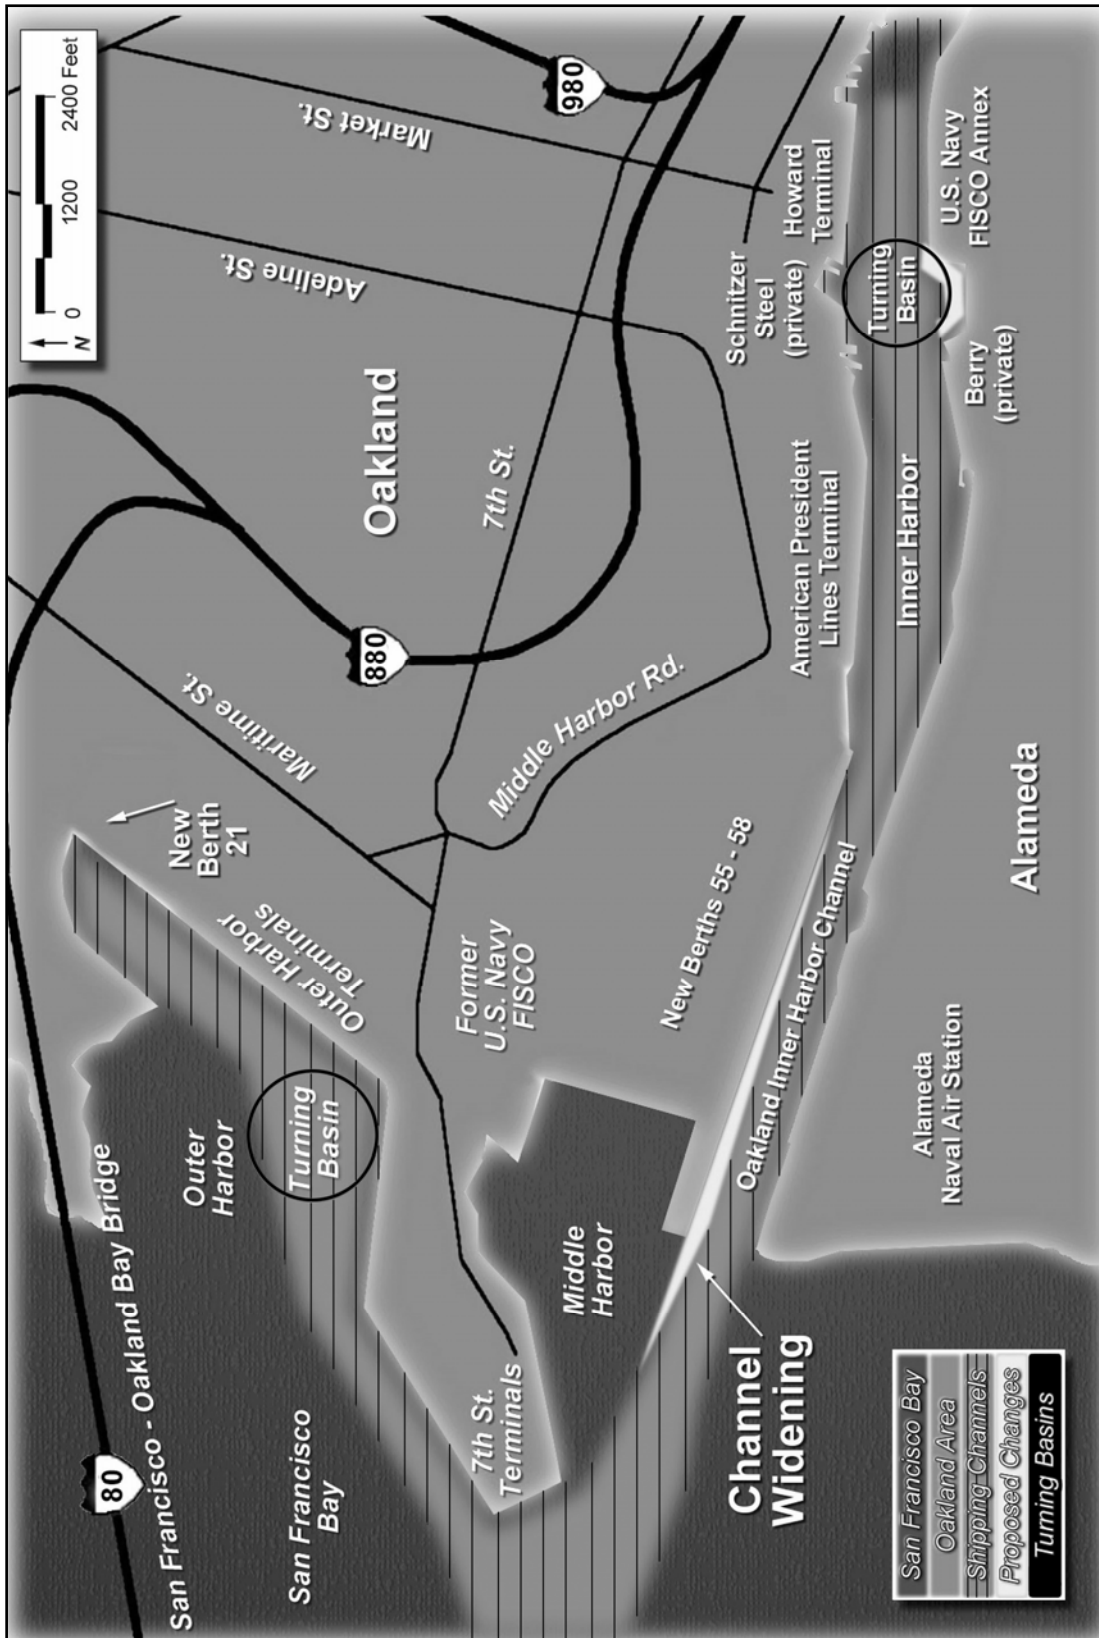 80
San Francisco - Oakland Bay Bridge
San Francisco
Bay
Outer
Harbor
Turning
Basin
New
Berth
21
Outer Harbor
Terminals
Maritime St.
880
Oakland
7th St.
Adeline St.
Market St.
980
N
0
1200
2400 Feet
7th St.
Terminals
Former
U.S. Navy
FISCO
Middle Harbor Rd.
Middle
Harbor
New Berths 55 - 58
Channel
Widening
Oakland Inner Harbor Channel
American President
Lines Terminal
Schnitzer
Steel
(private)
Howard
Terminal
Inner Harbor
Turning
Basin
Berry
(private)
U.S. Navy
FISCO Annex
Alameda
Alameda
Naval Air Station
San Francisco Bay
Oakland Area
Shipping Channels
Proposed Changes
Turning Basins